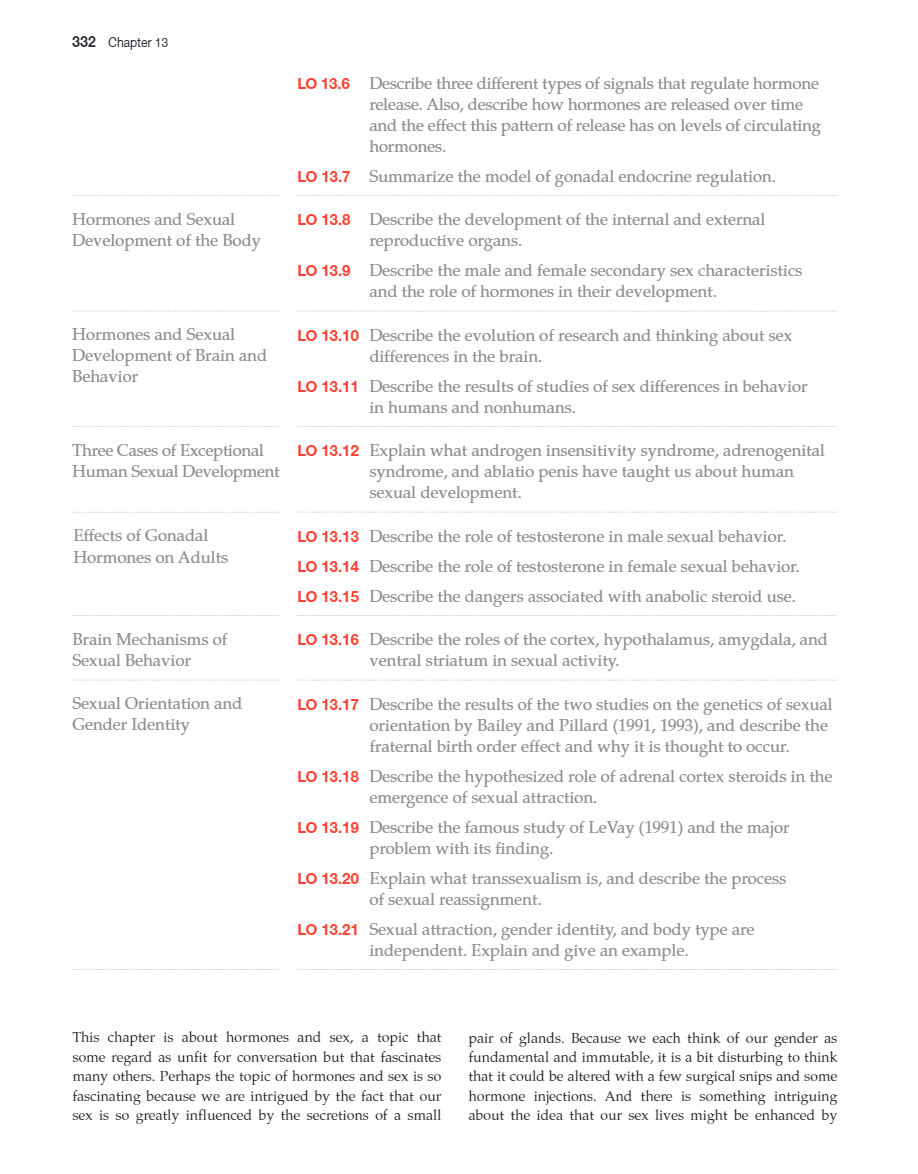 332 Chapter 13
LO 13.6 Describe three different types of signals that regulate hormone
release. Also, describe how hormones are released over time
and the effect this pattern of release has on levels of circulating
hormones.
LO 13.7 Summarize the model of gonadal endocrine regulation.
Hormones and Sexual
Development of the Body
LO 13.8 Describe the development of the internal and external
reproductive organs.
LO 13.9 Describe the male and female secondary sex characteristics
and the role of hormones in their development.
Hormones and Sexual
Development of Brain and
Behavior
LO 13.10 Describe the evolution of research and thinking about sex
differences in the brain.
LO 13.11 Describe the results of studies of sex differences in behavior
in humans and nonhumans.
Three Cases of Exceptional
Human Sexual Development
LO 13.12 Explain what androgen insensitivity syndrome, adrenogenital
syndrome, and ablatio penis have taught us about human
sexual development.
Effects of Gonadal
Hormones on Adults
LO 13.13 Describe the role of testosterone in male sexual behavior.
LO 13.14 Describe the role of testosterone in female sexual behavior.
LO 13.15 Describe the dangers associated with anabolic steroid use.
Brain Mechanisms of
Sexual Behavior
LO 13.16 Describe the roles of the cortex, hypothalamus, amygdala, and
ventral striatum in sexual activity.
Sexual Orientation and
Gender Identity
LO 13.17 Describe the results of the two studies on the genetics of sexual
orientation by Bailey and Pillard (1991, 1993), and describe the
fraternal birth order effect and why it is thought to occur.
LO 13.18 Describe the hypothesized role of adrenal cortex steroids in the
emergence of sexual attraction.
LO 13.19 Describe the famous study of LeVay (1991) and the major
problem with its finding.
LO 13.20 Explain what transsexualism is, and describe the process
of sexual reassignment.
LO 13.21 Sexual attraction, gender identity, and body type are
independent. Explain and give an example.
This chapter is about hormones and sex, a topic that
some regard as unfit for conversation but that fascinates
many others. Perhaps the topic of hormones and sex is so
fascinating because we are intrigued by the fact that our
sex is so greatly influenced by the secretions of a small
pair of glands. Because we each think of our gender as
fundamental and immutable, it is a bit disturbing to think
that it could be altered with a few surgical snips and some
hormone injections. And there is something intriguing
about the idea that our sex lives might be enhanced by